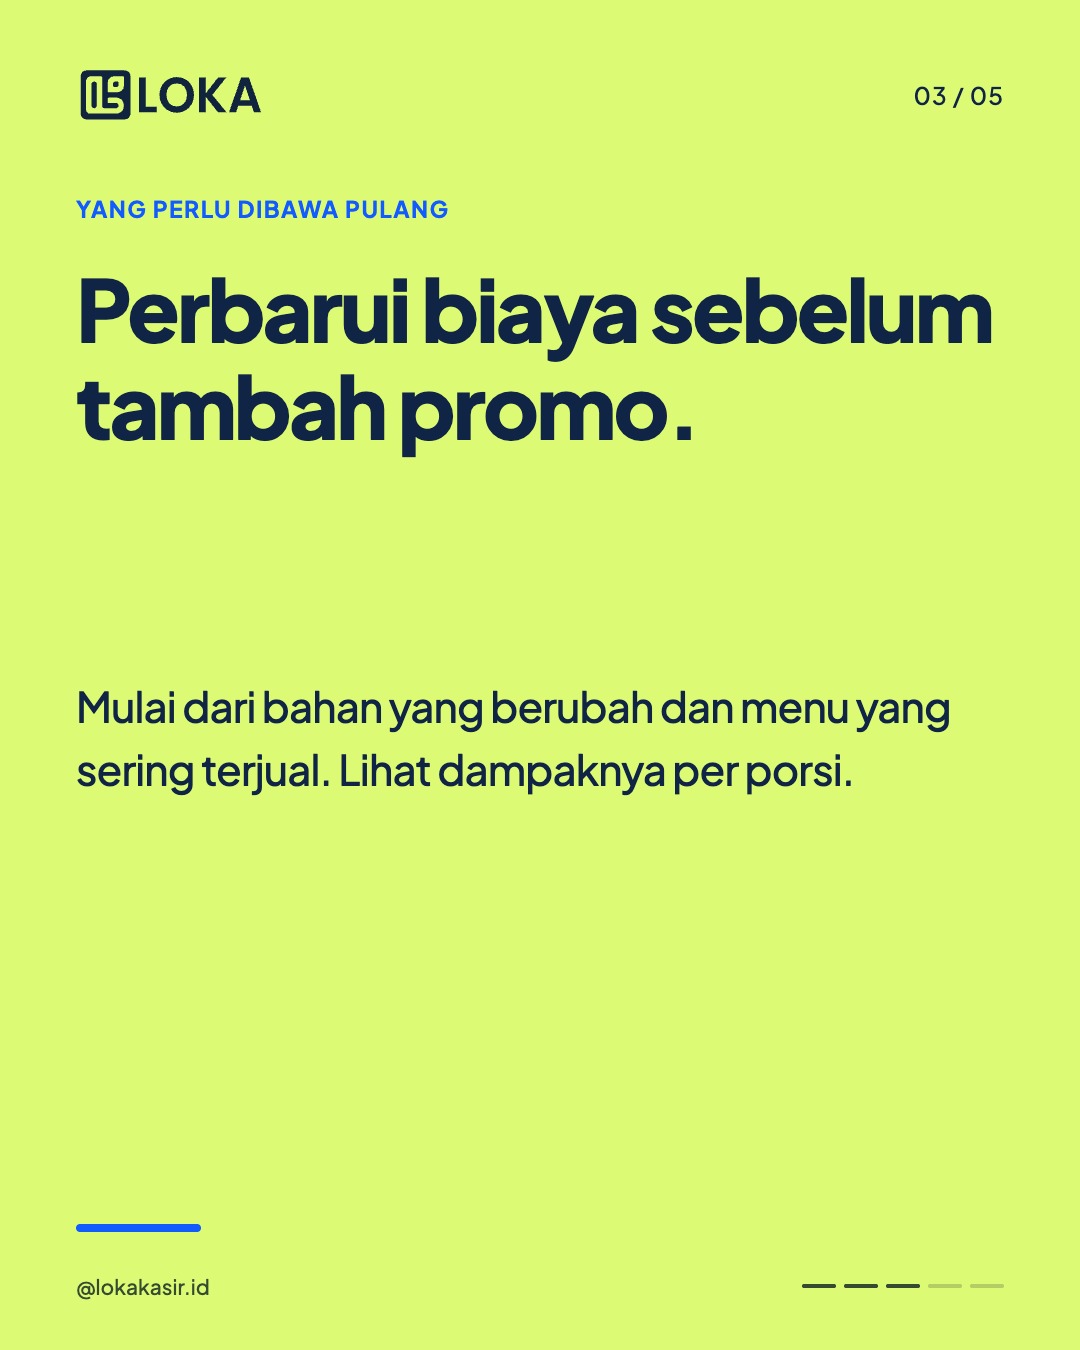 LOKA
03 / 05
YANG PERLU DIBAWA PULANG
Perbarui biaya sebelum
tambah promo.
Mulai dari bahan yang berubah dan menu yang
sering terjual. Lihat dampaknya per porsi.
@lokakasir.id